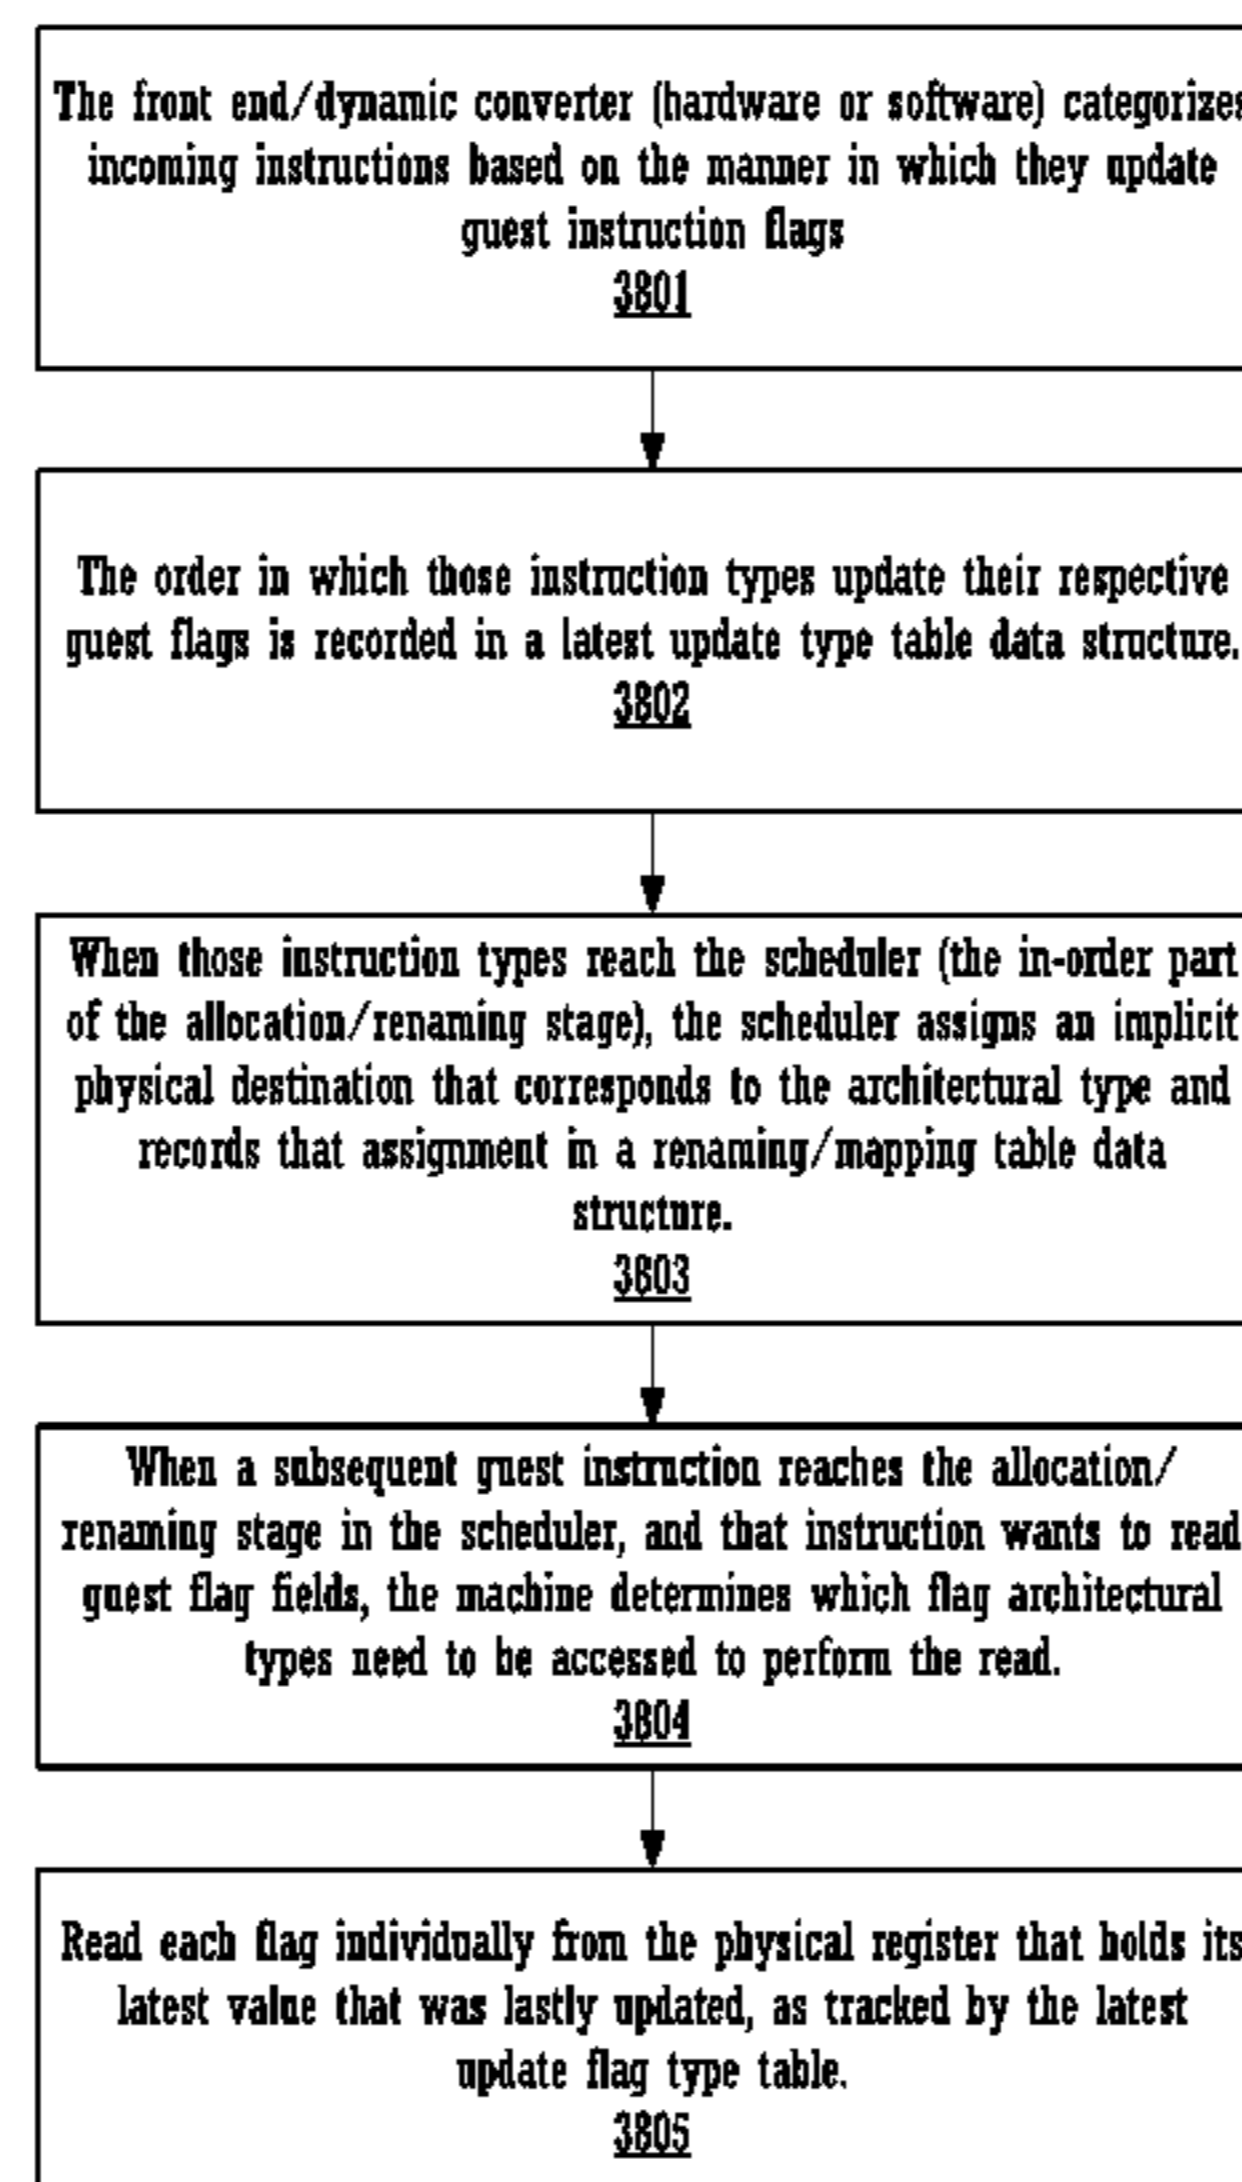 The front end/dynamic converter (hardware or software) categorizes
incoming instructions based on the manner in which they update
guest instruction flags
3801
The order in which those instruction types update their respective
guest flags is recorded in a latest update type table data structure.
3802
When those instruction types reach the scheduler (the in-order part
of the allocation/renaming stage), the scheduler assigns an implicit
physical destination that corresponds to the architectural type and
records that assignment in a renaming/mapping table data
structure.
3803
When a subsequent guest instruction reaches the allocation/
renaming stage in the scheduler, and that instruction wants to read
guest flag fields, the machine determines which flag architectural
types need to be accessed to perform the read.
3804
Read each flag individually from the physical register that holds its
latest value that was lastly updated, as tracked by the latest
update flag type table.
3805